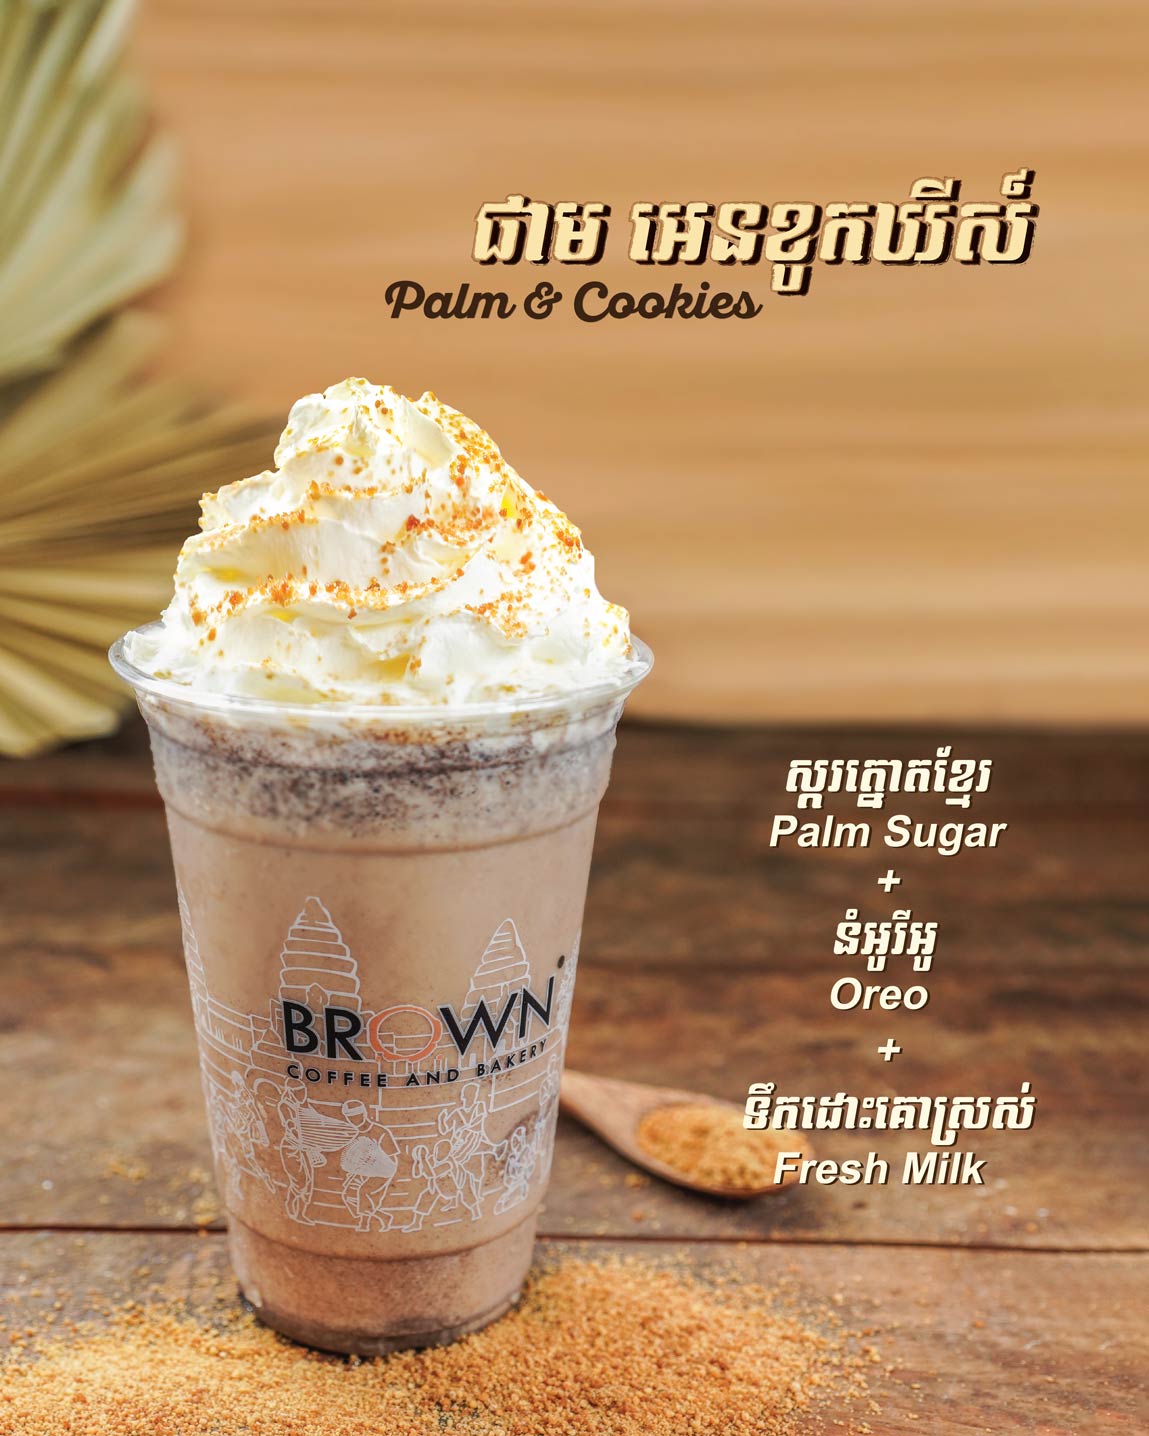 ផាម អេនខូកឃីស៍
Palm & Cookies
ស្ករត្នោតខ្មែរ
Palm Sugar
+
នំអូរីអូ
Oreo
+
ទឹកដោះគោស្រស់
Fresh Milk
BROWN
COFFEE AND BAKERY